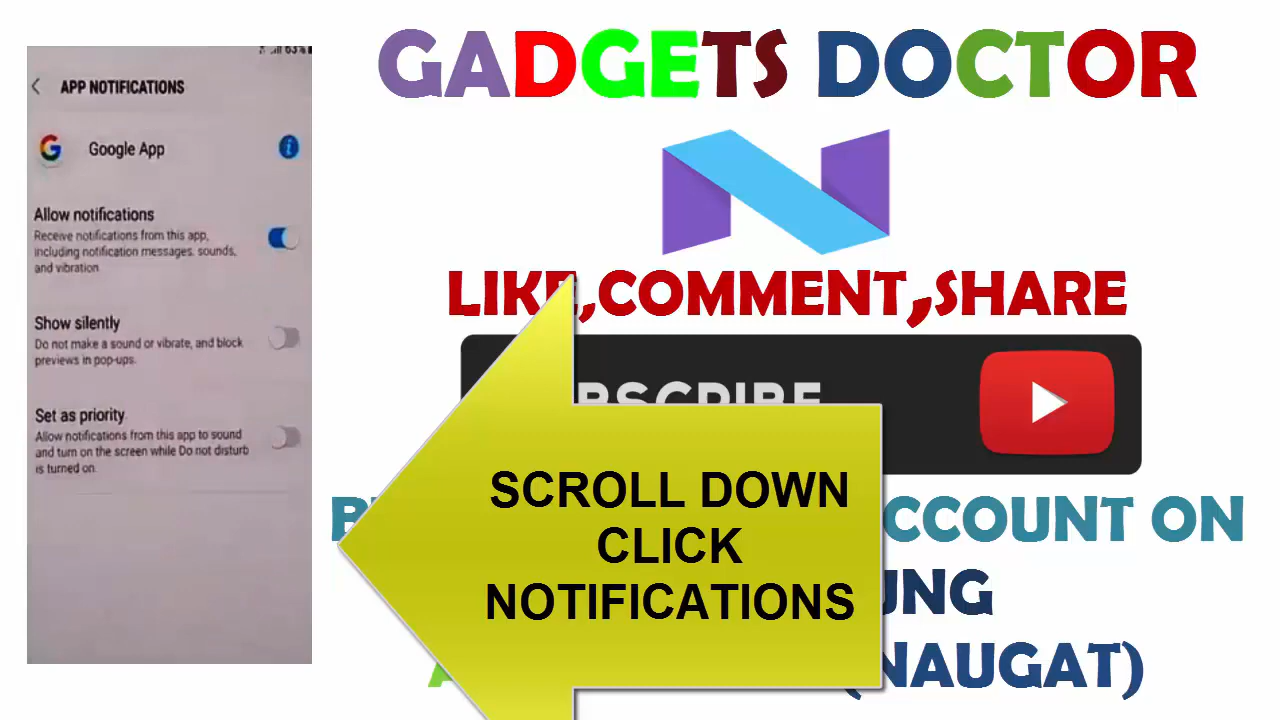 63%
APP NOTIFICATIONS
Google App
Allow notifications
Receive notifications from this app,
including notification messages, sounds,
and vibration
Show silently
Do not make a sound or vibrate, and block
previews in pop-ups.
Set as priority
Allow notifications from this app to sound
and turn on the screen while Do not disturb
is turned on.
GADGETS DOCTOR
LIKE,COMMENT,SHARE
SCROLL DOWN
CLICK
NOTIFICATIONS
ON
(NAUGAT)